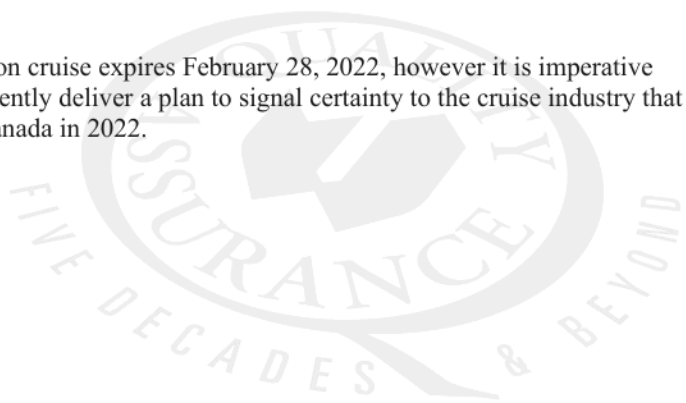 on cruise expires February 28, 2022, however it is imperative
ently deliver a plan to signal certainty to the cruise industry that
nada in 2022.
QUALITY
ASSURANCE
FIVE DECADES & BEYOND